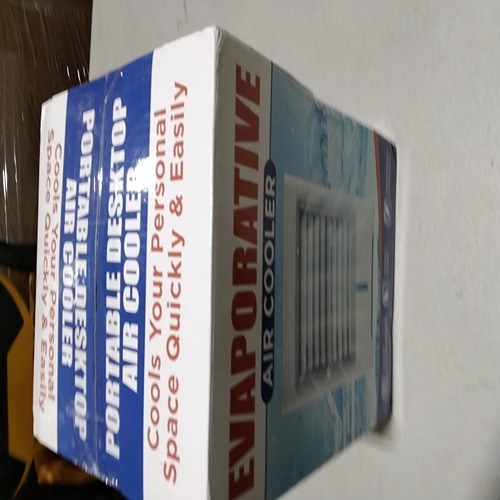 EVAPORATIVE
AIR COOLER
PORTABLE DESKTOP
AIR COOLER
Cools Your Personal
Space Quickly & Easily
PORTABLE DESKTOP
AIR COOLER
Cools Your Personal
Space Quickly & Easily